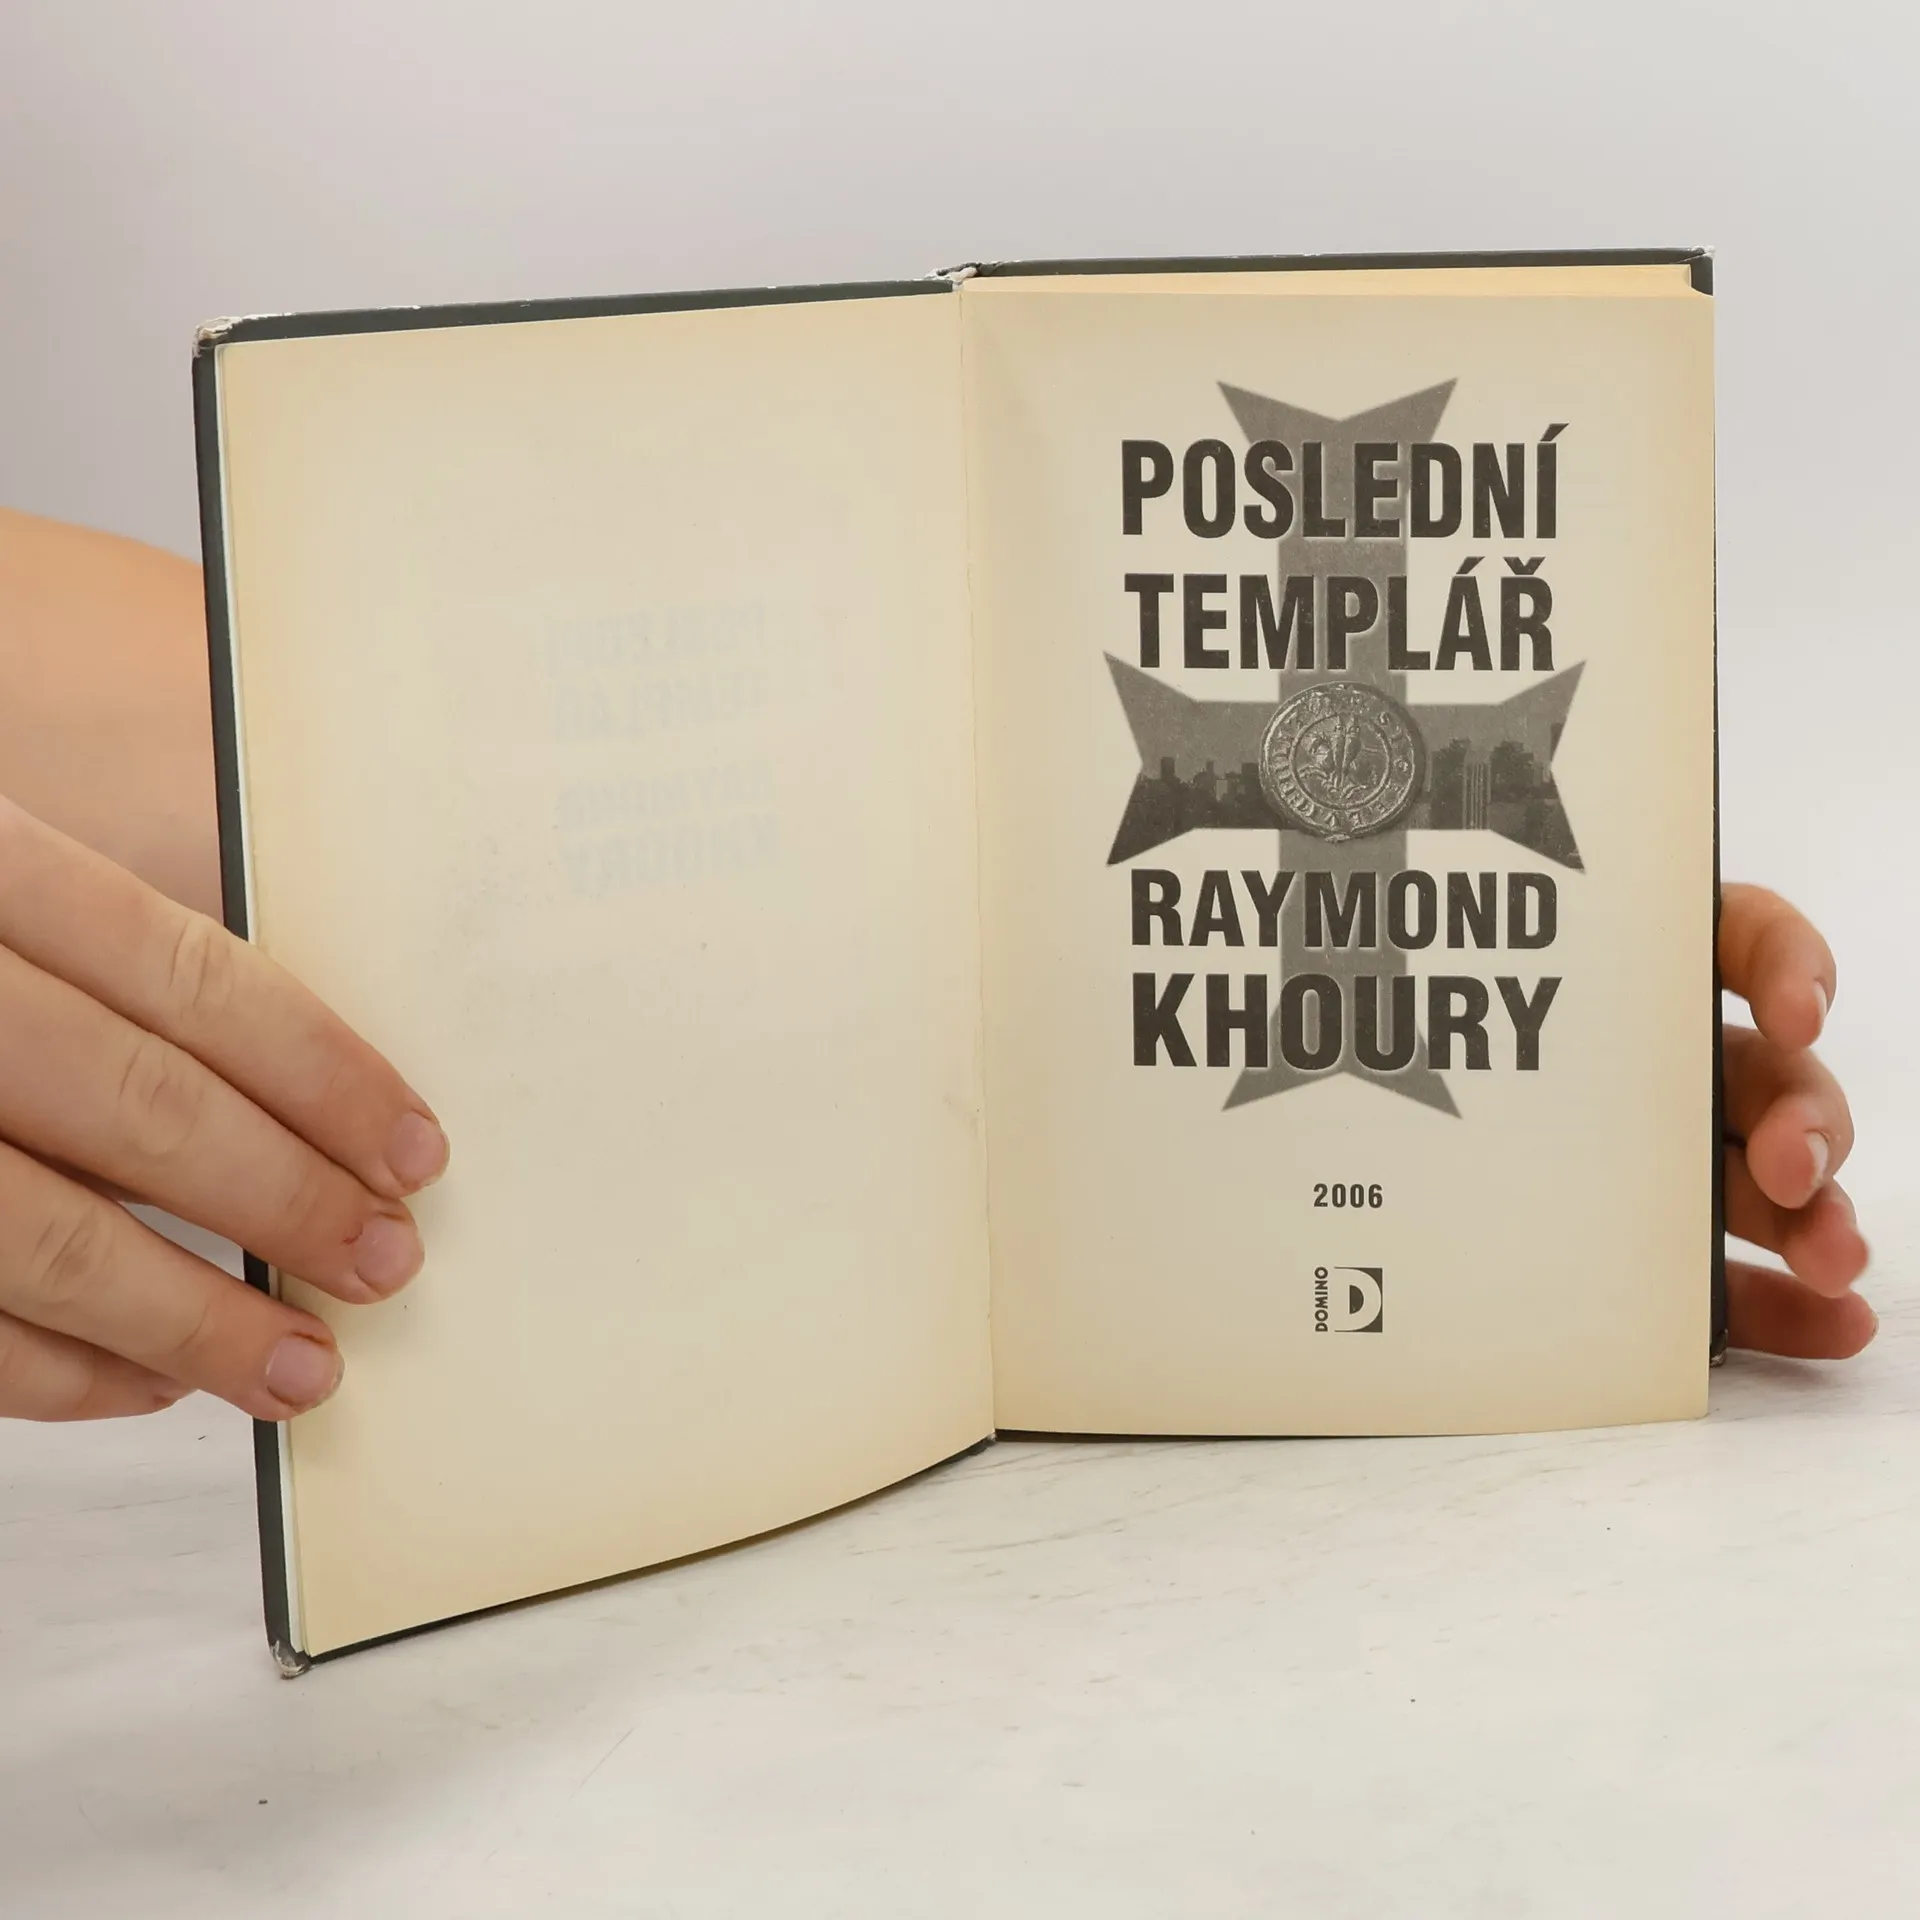 POSLEDNÍ
TEMPLÁŘ
RAYMOND
KHOURY
2006
DOMINO